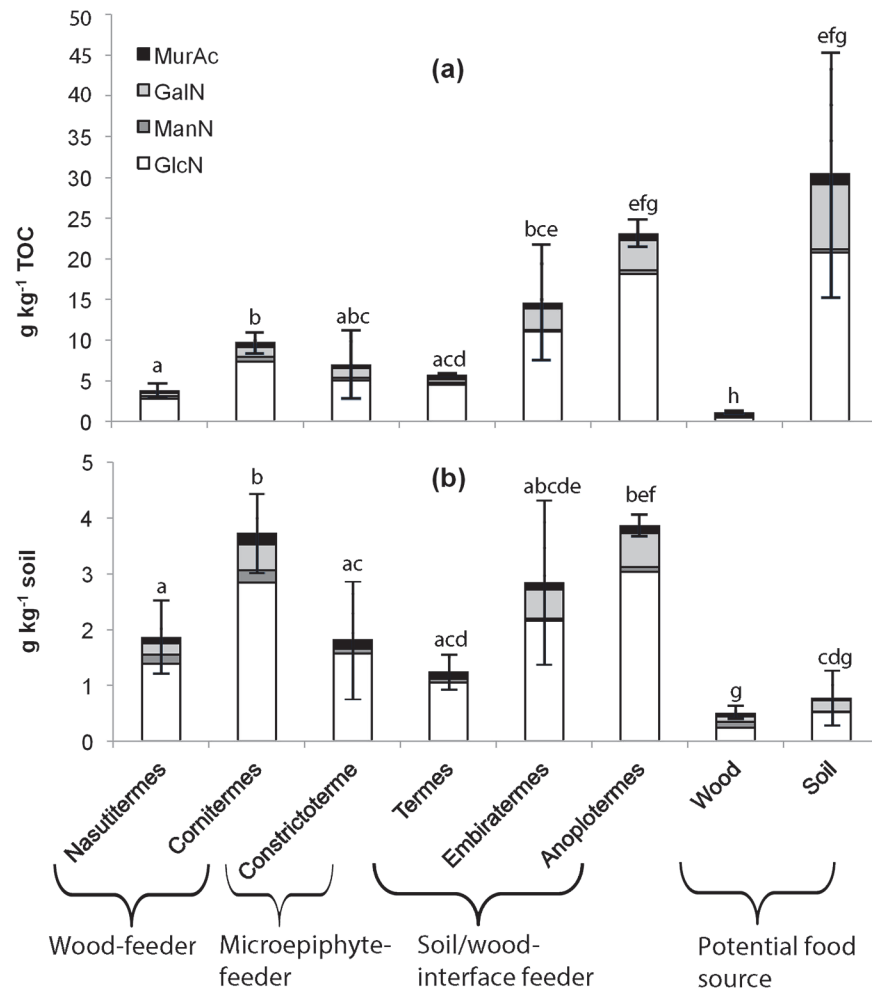 50
45
40
35
30
25
20
15
10
5
0
g kg⁻¹ TOC
MurAc
GalN
ManN
GlcN
(a)
a
b
abc
acd
bce
efg
h
efg
5
4
3
2
1
0
g kg⁻¹ soil
(b)
a
b
ac
acd
abcde
bef
g
cdg
Nasutitermes
Cornitermes
Constrictoterme
Termes
Embiratermes
Anoplotermes
Wood
Soil
Wood-feeder
Microepiphyte-
feeder
Soil/wood-
interface feeder
Potential food
source